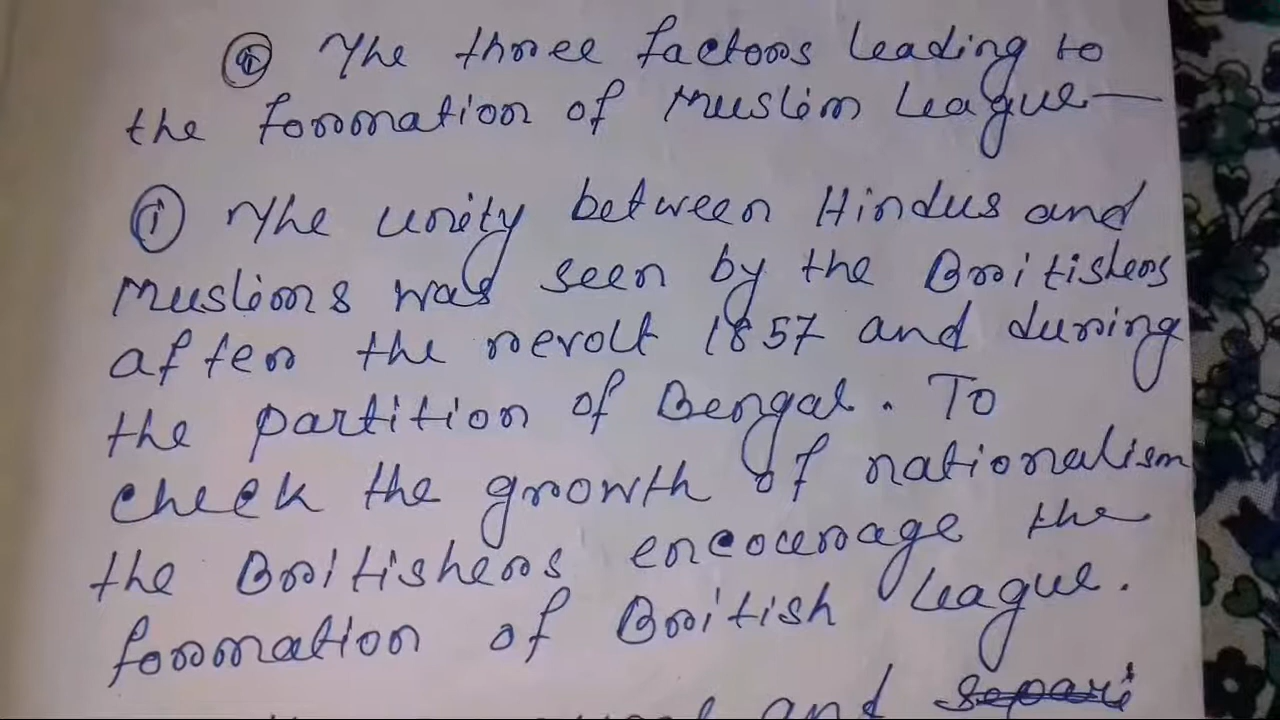 ⓘⓘ The three factors leading to
the formation of Muslim League—
ⓘ The unity between Hindus and
Muslims was seen by the Britishers
after the revolt 1857 and during
the partition of Bengal. To
check the growth of nationalism
the Britishers encourage the
formation of British league.
and